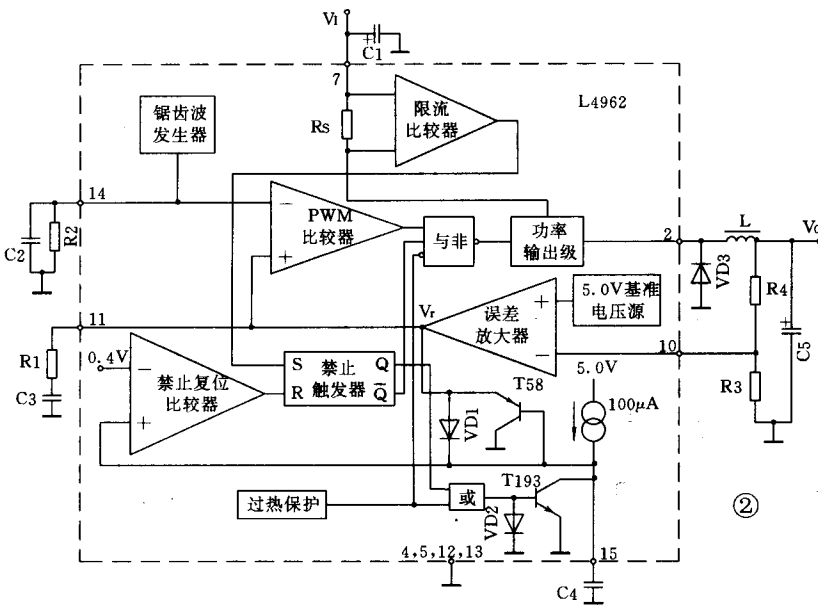 VI
C1
7
L4962
锯齿波
发生器
Rs
限流
比较器
14
C2
R2
−
PWM
比较器
+
与非
功率
输出级
2
L
VD3
R4
C5
+
R3
11
R1
C3
Vr
+
误差
放大器
−
5.0V基准
电压源
10
0.4V
−
禁止复位
比较器
+
S
R
禁止
触发器
Q
Q̅
VD1
T58
5.0V
100μA
过热保护
或
VD2
T193
4,5,12,13
15
C4
②